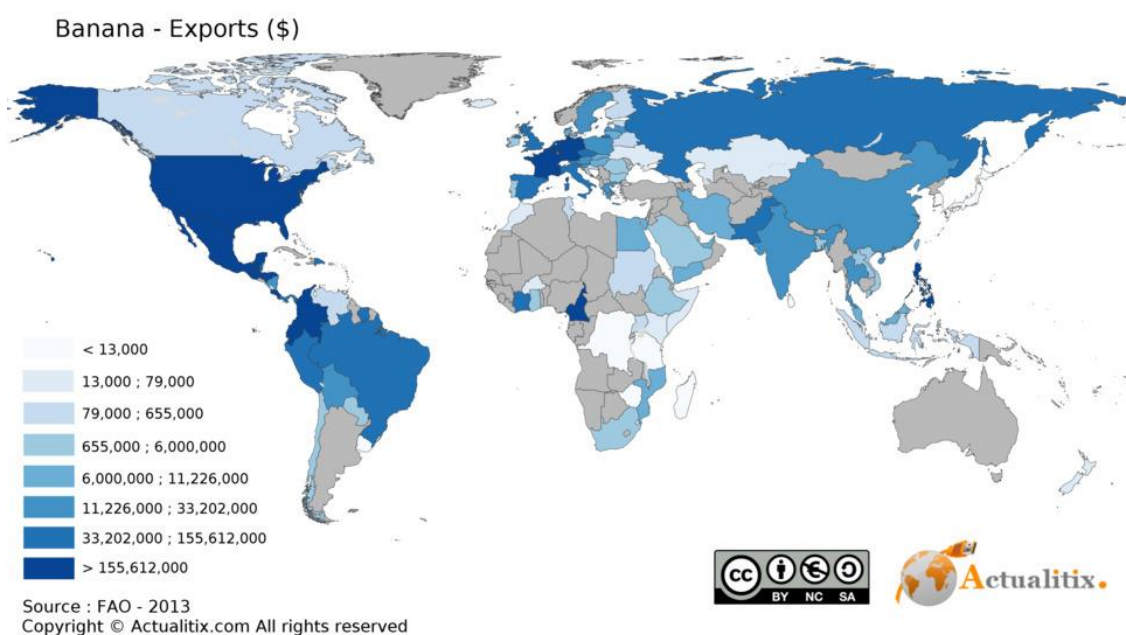 Banana - Exports ($)
< 13,000
13,000 ; 79,000
79,000 ; 655,000
655,000 ; 6,000,000
6,000,000 ; 11,226,000
11,226,000 ; 33,202,000
33,202,000 ; 155,612,000
> 155,612,000
Source : FAO - 2013
Copyright © Actualitix.com All rights reserved
cc
BY NC SA
Actualitix.